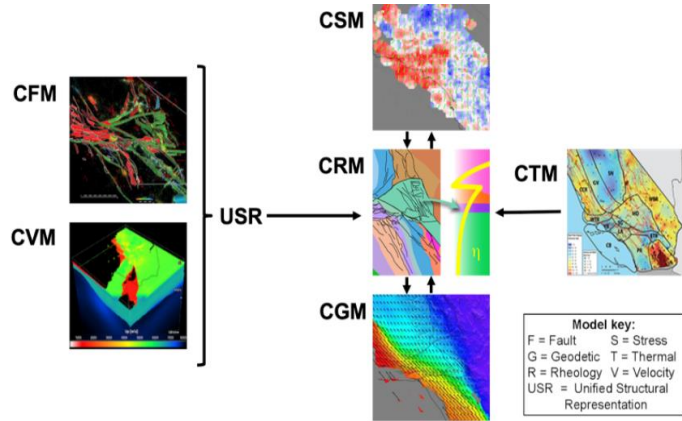 CSM
CFM
CRM
CTM
USR
η
CVM
CGM
Model key:
F = Fault S = Stress
G = Geodetic T = Thermal
R = Rheology V = Velocity
USR = Unified Structural
Representation